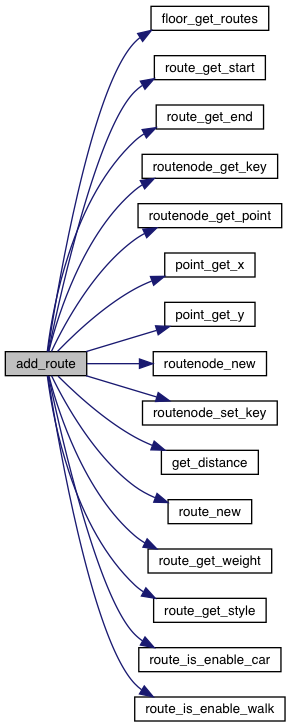 floor_get_routes
route_get_start
route_get_end
routenode_get_key
routenode_get_point
point_get_x
point_get_y
add_route
routenode_new
routenode_set_key
get_distance
route_new
route_get_weight
route_get_style
route_is_enable_car
route_is_enable_walk